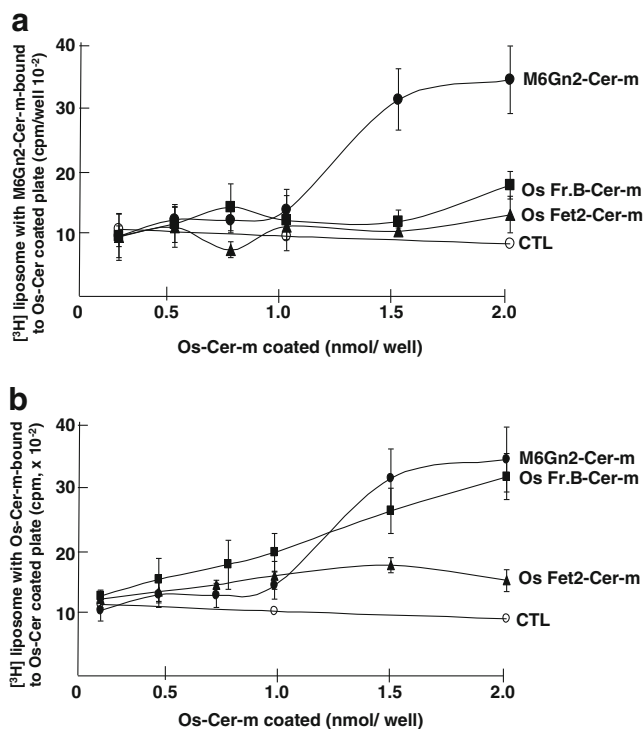 a
[³H] liposome with M6Gn2-Cer-m-bound
to Os-Cer coated plate (cpm/well 10⁻²)
40
30
20
10
0
0.5
1.0
1.5
2.0
M6Gn2-Cer-m
Os Fr.B-Cer-m
Os Fet2-Cer-m
CTL
Os-Cer-m coated (nmol/ well)
b
[³H] liposome with Os-Cer-m-bound
to Os-Cer coated plate (cpm, x 10⁻²)
40
30
20
10
0
0.5
1.0
1.5
2.0
M6Gn2-Cer-m
Os Fr.B-Cer-m
Os Fet2-Cer-m
CTL
Os-Cer-m coated (nmol/ well)